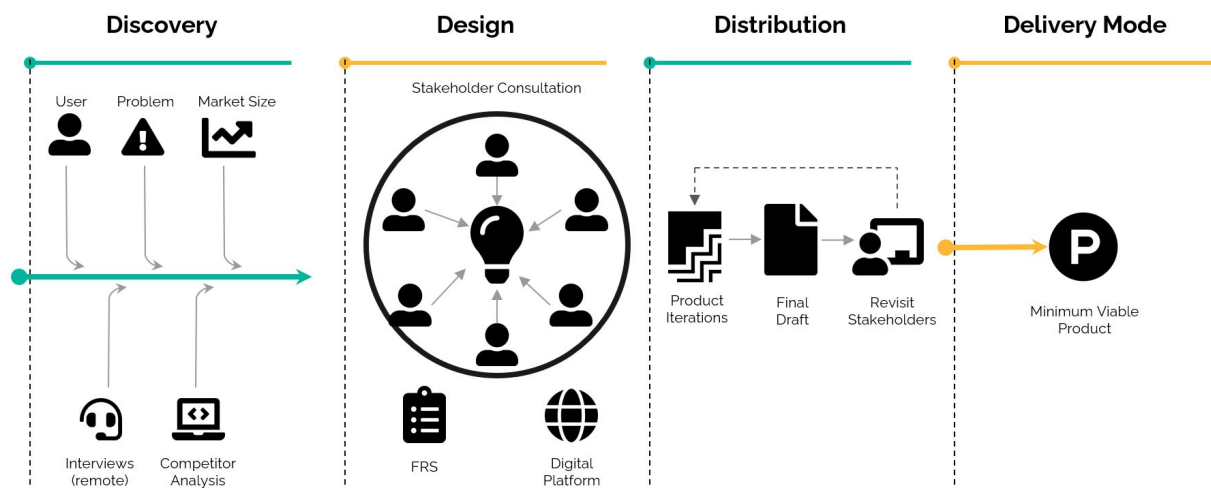 Discovery
Design
Distribution
Delivery Mode
User
Problem
Market Size
Interviews
(remote)
Competitor
Analysis
Stakeholder Consultation
FRS
Digital
Platform
Product
Iterations
Final
Draft
Revisit
Stakeholders
P
Minimum Viable
Product